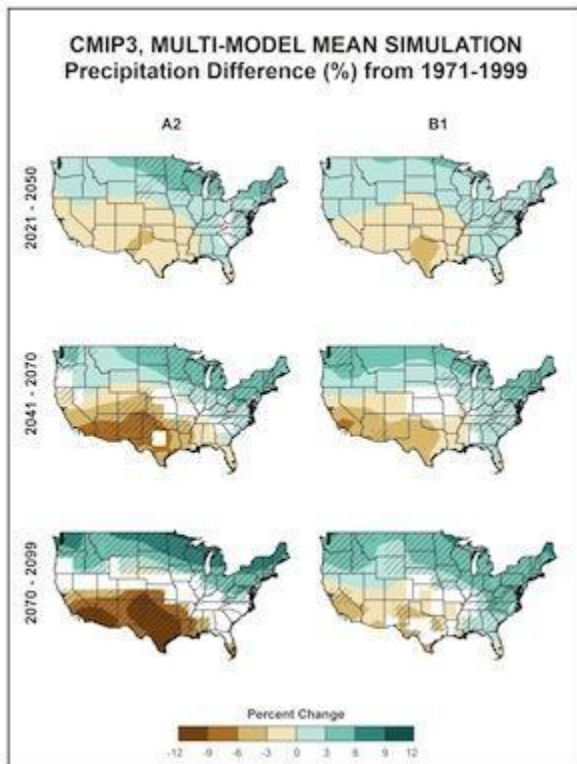 CMIP3, MULTI-MODEL MEAN SIMULATION
Precipitation Difference (%) from 1971-1999
A2 B1
2021 - 2050
2041 - 2070
2070 - 2099
Percent Change
-12 -9 -6 -3 0 3 6 9 12